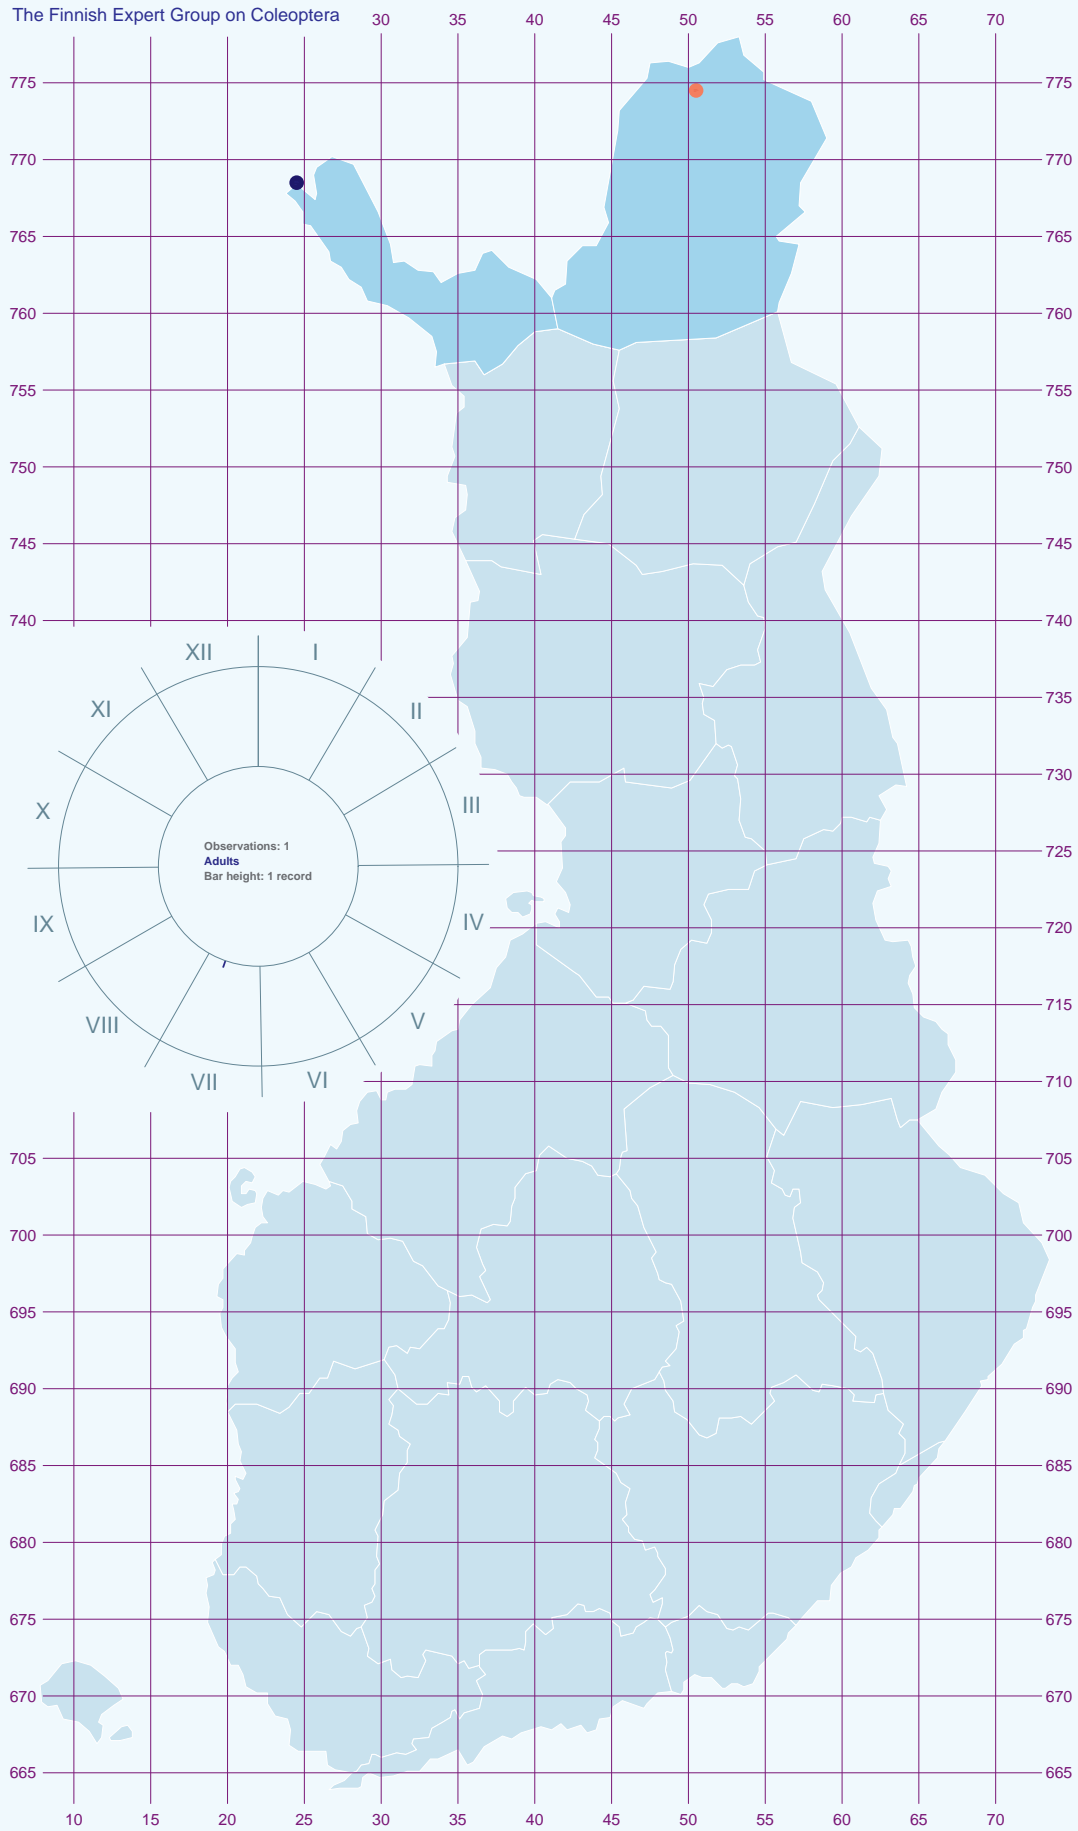 The Finnish Expert Group on Coleoptera
30 35 40 45 50 55 60 65 70
775 775
770 770
765 765
760 760
755 755
750 750
745 745
740 740
XII I
XI II
735
730
X III
725
Observations: 1
Adults
Bar height: 1 record
IX IV
720
VIII V
715
VII VI
710
705 705
700 700
695 695
690 690
685 685
680 680
675 675
670 670
665 665
10 15 20 25 30 35 40 45 50 55 60 65 70